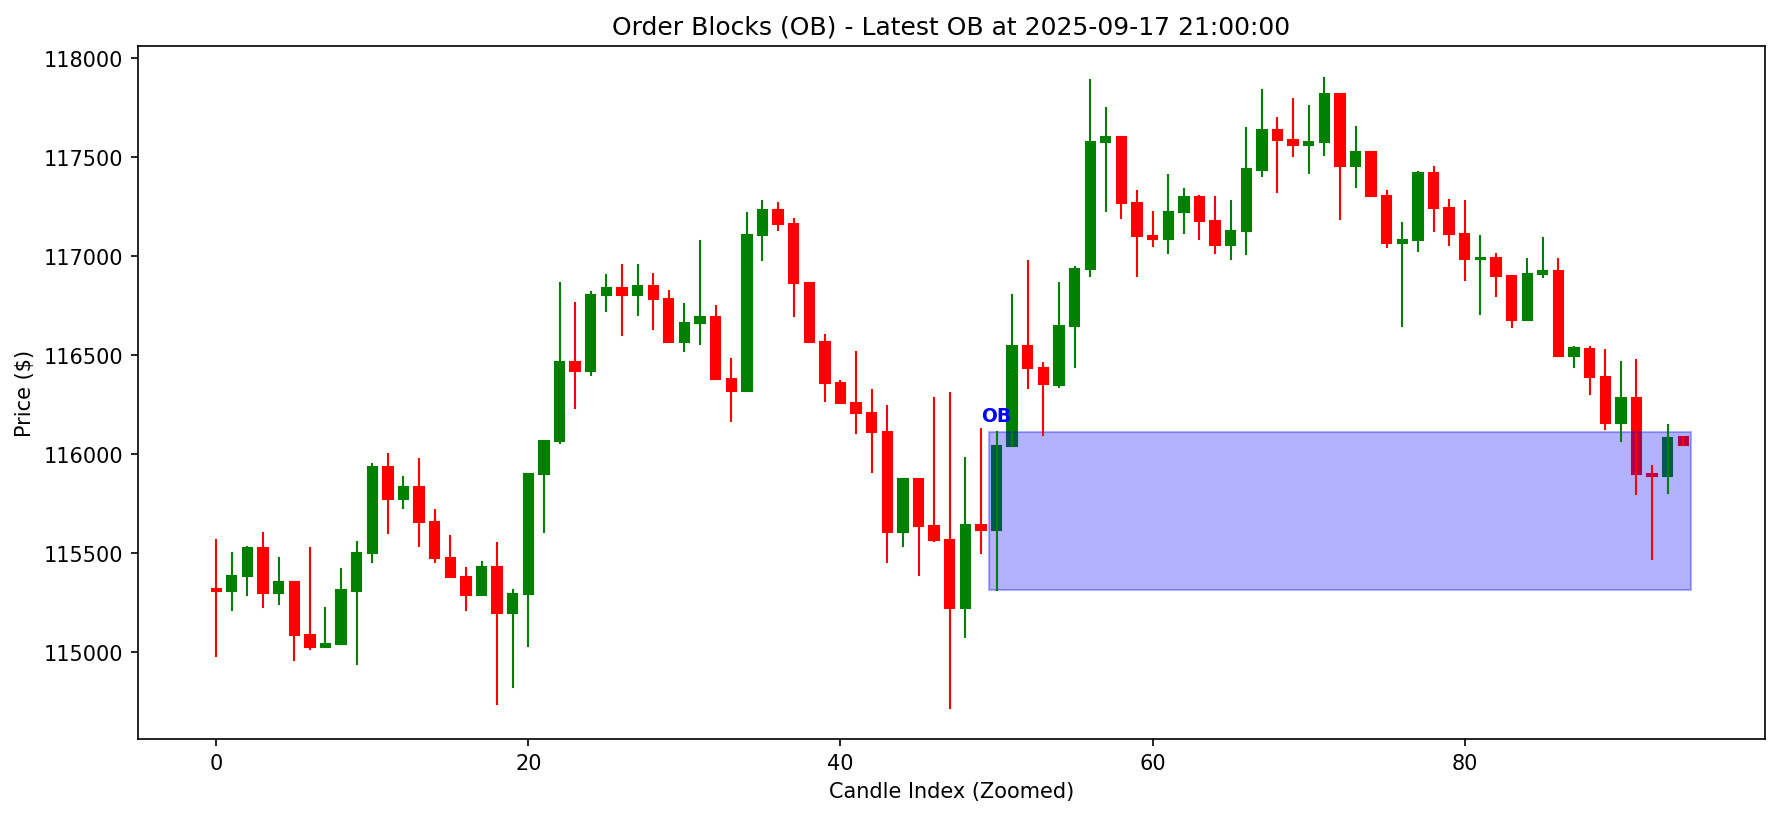 Order Blocks (OB) - Latest OB at 2025-09-17 21:00:00
118000
117500
117000
116500
116000
115500
115000
Price ($)
OB
0 20 40 60 80
Candle Index (Zoomed)